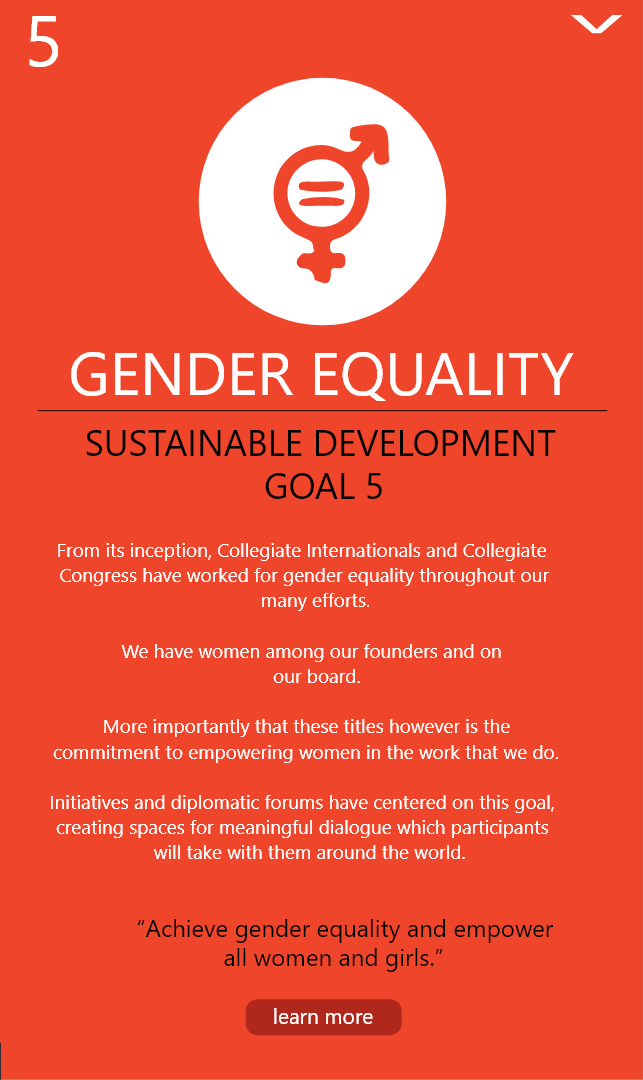 5
GENDER EQUALITY
SUSTAINABLE DEVELOPMENT
GOAL 5
From its inception, Collegiate Internationals and Collegiate
Congress have worked for gender equality throughout our
many efforts.
We have women among our founders and on
our board.
More importantly that these titles however is the
commitment to empowering women in the work that we do.
Initiatives and diplomatic forums have centered on this goal,
creating spaces for meaningful dialogue which participants
will take with them around the world.
“Achieve gender equality and empower
all women and girls.”
learn more